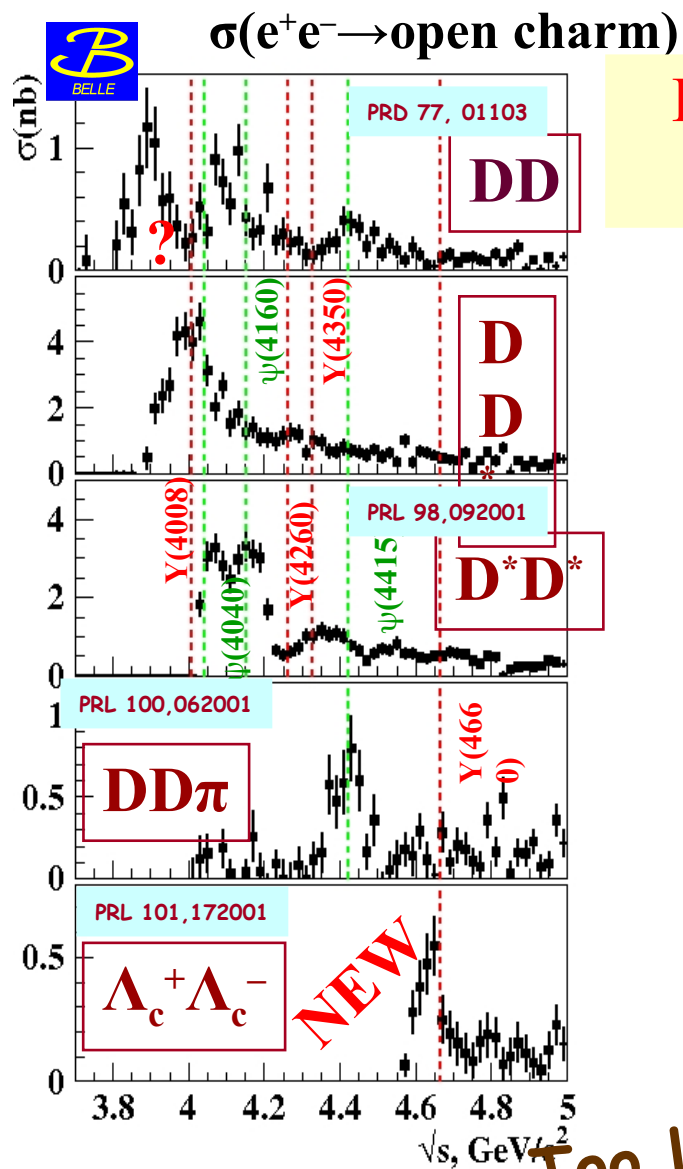 σ(e⁺e⁻→open charm)
BELLE
σ(nb)
PRD 77, 01103
DD
1
?
0
ψ(4160)
Y(4350)
D
D
*
4
2
0
Y(4008)
ψ(4040)
Y(4260)
ψ(4415
PRL 98,092001
D*D*
4
2
0
PRL 100,062001
DDπ
Y(466
0)
1
0.5
0
PRL 101,172001
Λc⁺Λc⁻
NEW
0.5
0
3.8 4 4.2 4.4 4.6 4.8 5
√s, GeV/c²